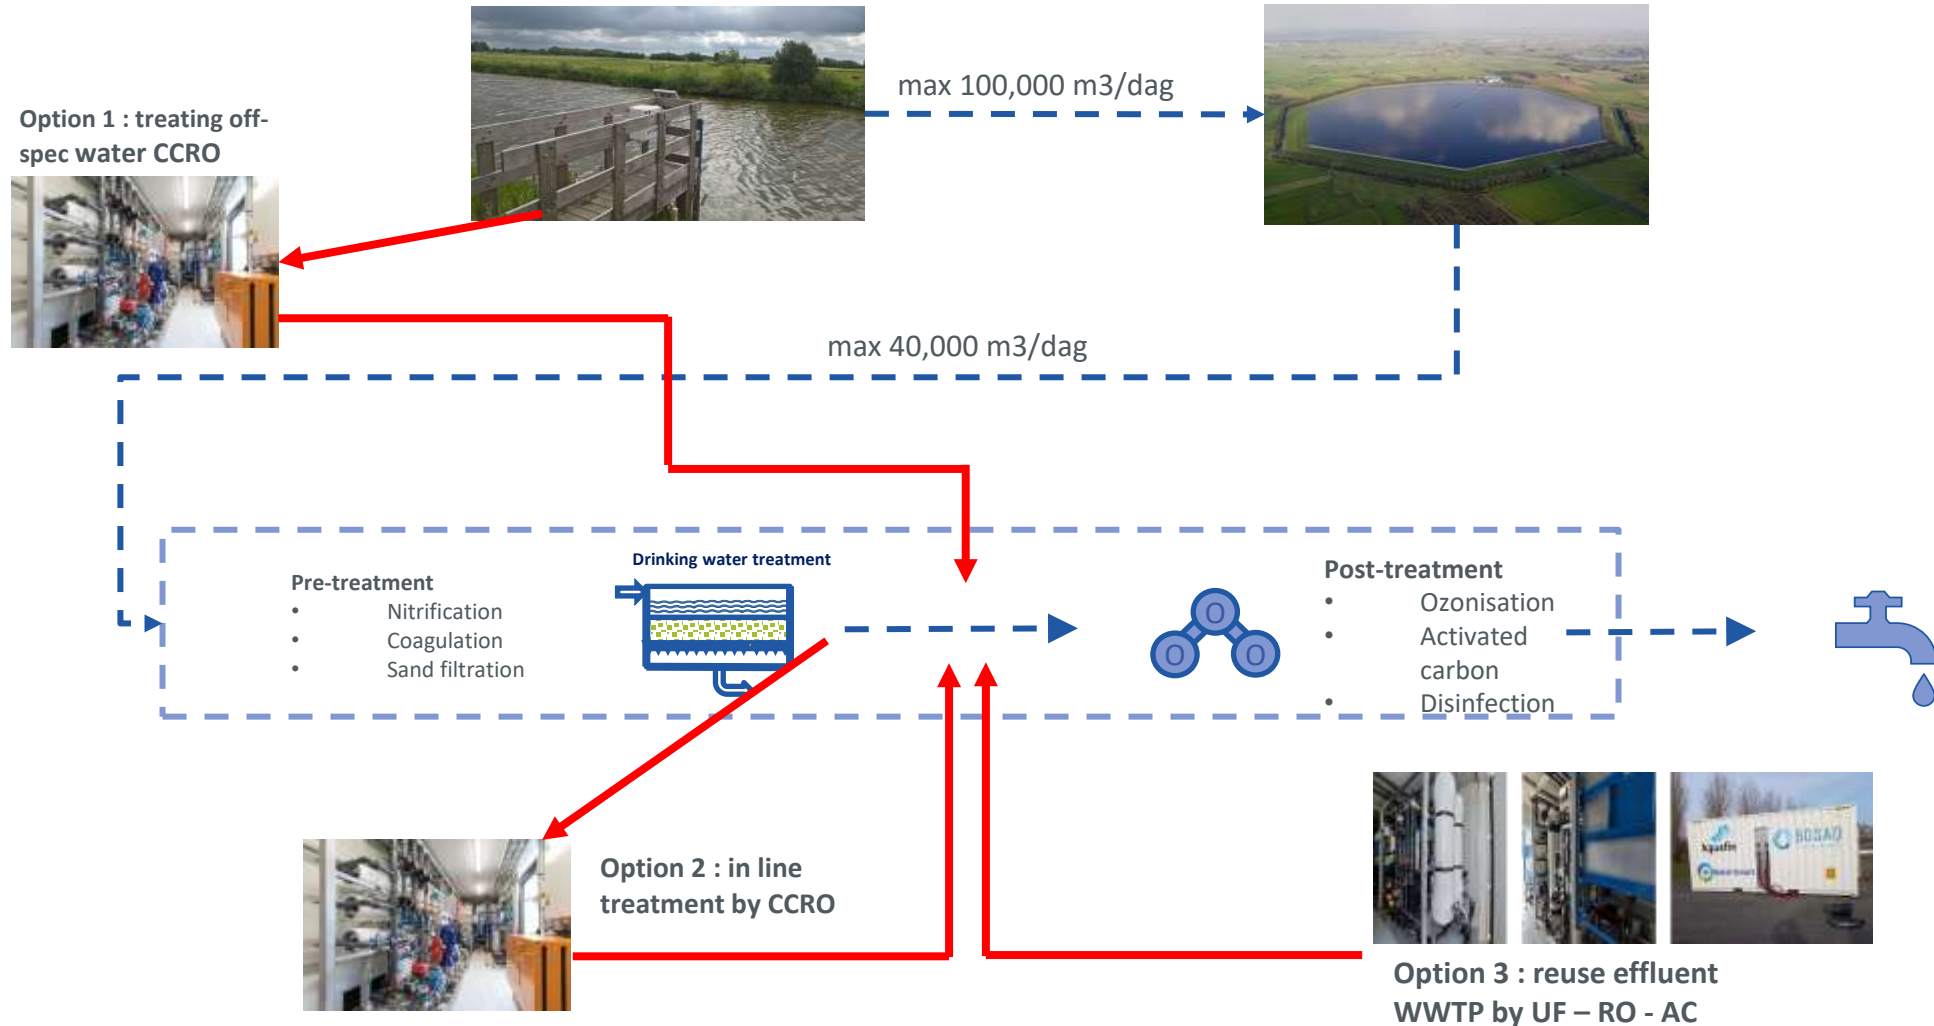 max 100,000 m3/dag
Option 1 : treating off-
spec water CCRO
max 40,000 m3/dag
Drinking water treatment
Pre-treatment
• Nitrification
• Coagulation
• Sand filtration
O
O
O
Post-treatment
• Ozonisation
• Activated
carbon
• Disinfection
Option 2 : in line
treatment by CCRO
Aquafin
BOSAQ
Option 3 : reuse effluent
WWTP by UF – RO - AC